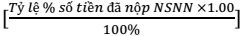 [Tỷ lệ % số tiền đã nộp NSNN ×1.00
100%]